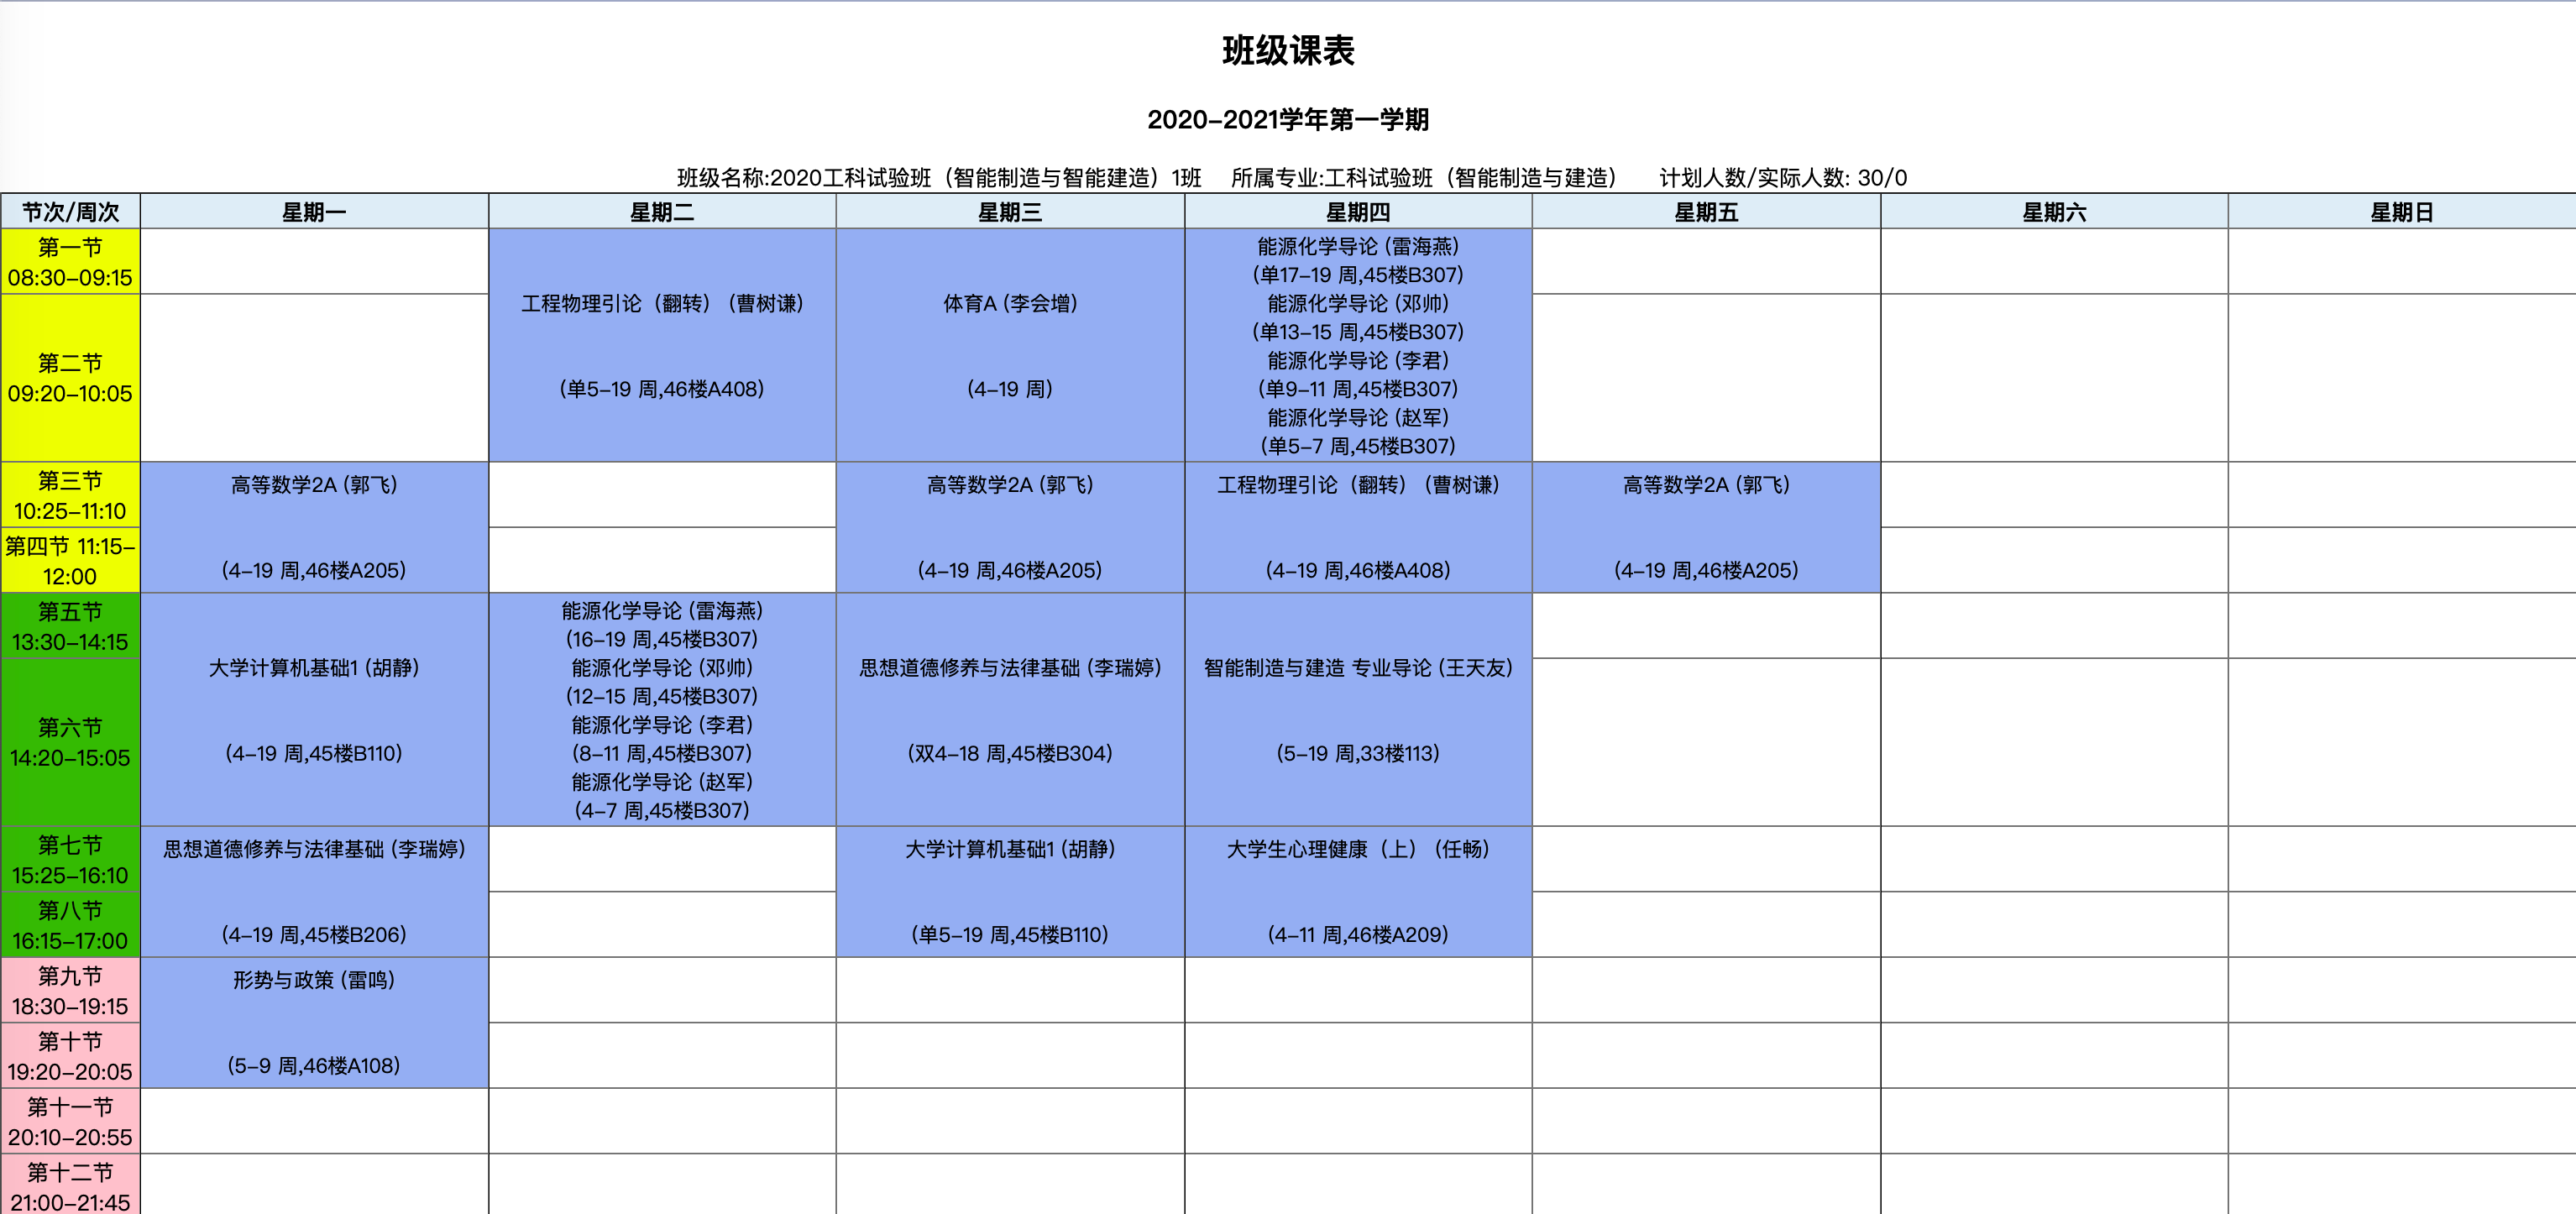 班级课表
2020-2021学年第一学期
班级名称:2020工科试验班（智能制造与智能建造）1班 所属专业:工科试验班（智能制造与建造） 计划人数/实际人数: 30/0
节次/周次 星期一 星期二 星期三 星期四 星期五 星期六 星期日
第一节
08:30-09:15
第二节
09:20-10:05
工程物理引论（翻转） (曹树谦)
(单5-19 周,46楼A408)
体育A (李会增)
(4-19 周)
能源化学导论 (雷海燕)
(单17-19 周,45楼B307)
能源化学导论 (邓帅)
(单13-15 周,45楼B307)
能源化学导论 (李君)
(单9-11 周,45楼B307)
能源化学导论 (赵军)
(单5-7 周,45楼B307)
第三节
10:25-11:10
第四节 11:15-
12:00
高等数学2A (郭飞)
(4-19 周,46楼A205)
高等数学2A (郭飞)
(4-19 周,46楼A205)
工程物理引论（翻转） (曹树谦)
(4-19 周,46楼A408)
高等数学2A (郭飞)
(4-19 周,46楼A205)
第五节
13:30-14:15
第六节
14:20-15:05
大学计算机基础1 (胡静)
(4-19 周,45楼B110)
能源化学导论 (雷海燕)
(16-19 周,45楼B307)
能源化学导论 (邓帅)
(12-15 周,45楼B307)
能源化学导论 (李君)
(8-11 周,45楼B307)
能源化学导论 (赵军)
(4-7 周,45楼B307)
思想道德修养与法律基础 (李瑞婷)
(双4-18 周,45楼B304)
智能制造与建造 专业导论 (王天友)
(5-19 周,33楼113)
第七节
15:25-16:10
第八节
16:15-17:00
思想道德修养与法律基础 (李瑞婷)
(4-19 周,45楼B206)
大学计算机基础1 (胡静)
(单5-19 周,45楼B110)
大学生心理健康（上） (任畅)
(4-11 周,46楼A209)
第九节
18:30-19:15
第十节
19:20-20:05
形势与政策 (雷鸣)
(5-9 周,46楼A108)
第十一节
20:10-20:55
第十二节
21:00-21:45